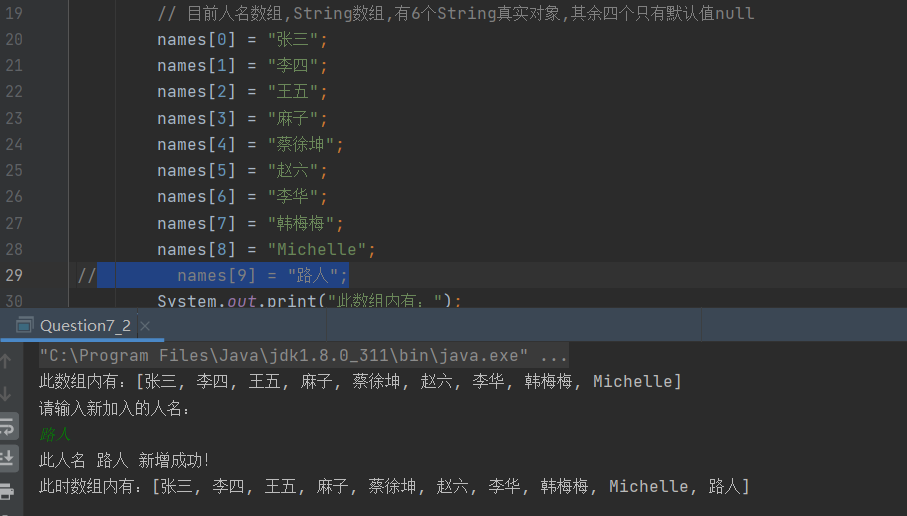 19 // 目前人名数组,String数组,有6个String真实对象,其余四个只有默认值null
20 names[0] = "张三";
21 names[1] = "李四";
22 names[2] = "王五";
23 names[3] = "麻子";
24 names[4] = "蔡徐坤";
25 names[5] = "赵六";
26 names[6] = "李华";
27 names[7] = "韩梅梅";
28 names[8] = "Michelle";
29 // names[9] = "路人";
30 System.out.print("此数组内有：");
Question7_2
"C:\Program Files\Java\jdk1.8.0_311\bin\java.exe" ...
此数组内有：[张三, 李四, 王五, 麻子, 蔡徐坤, 赵六, 李华, 韩梅梅, Michelle]
请输入新加入的人名：
路人
此人名 路人 新增成功！
此时数组内有：[张三, 李四, 王五, 麻子, 蔡徐坤, 赵六, 李华, 韩梅梅, Michelle, 路人]